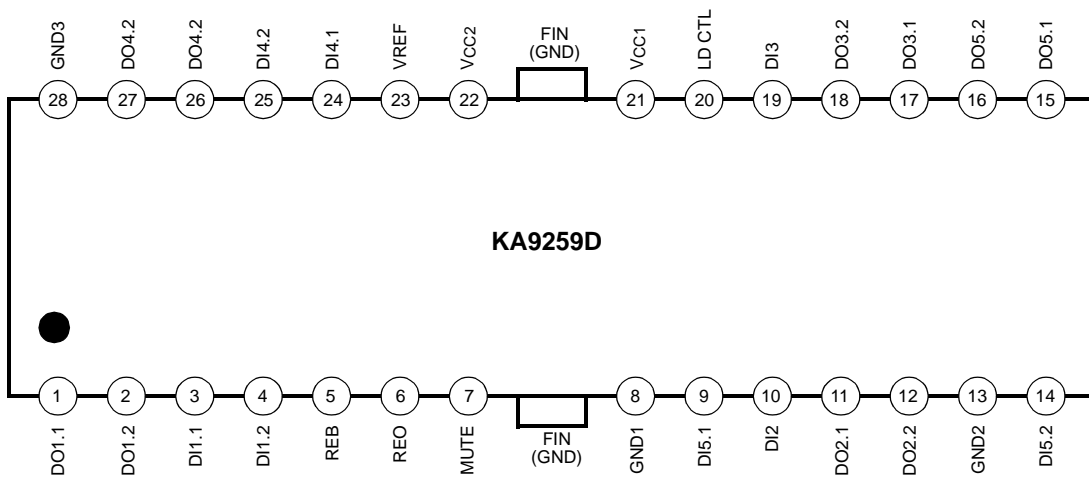 GND3
DO4.2
DO4.2
DI4.2
DI4.1
VREF
VCC2
FIN
(GND)
VCC1
LD CTL
DI3
DO3.2
DO3.1
DO5.2
DO5.1
28
27
26
25
24
23
22
21
20
19
18
17
16
15
KA9259D
1
2
3
4
5
6
7
8
9
10
11
12
13
14
DO1.1
DO1.2
DI1.1
DI1.2
REB
REO
MUTE
FIN
(GND)
GND1
DI5.1
DI2
DO2.1
DO2.2
GND2
DI5.2